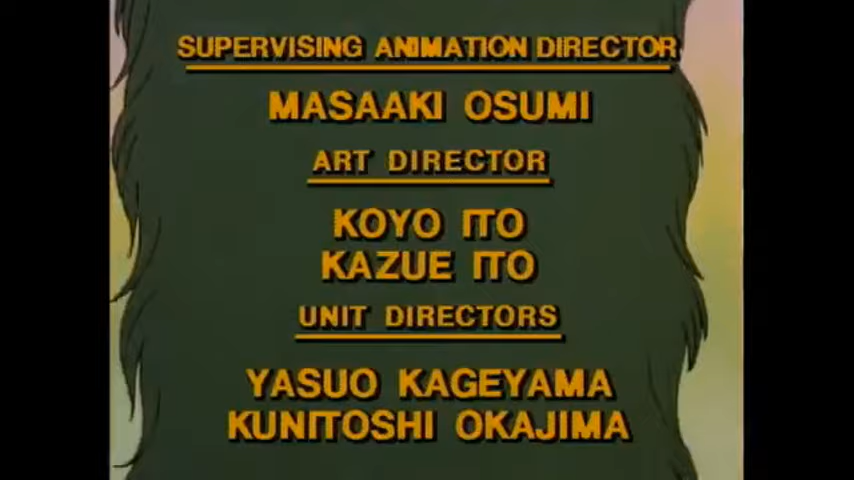 SUPERVISING ANIMATION DIRECTOR
MASAAKI OSUMI
ART DIRECTOR
KOYO ITO
KAZUE ITO
UNIT DIRECTORS
YASUO KAGEYAMA
KUNITOSHI OKAJIMA